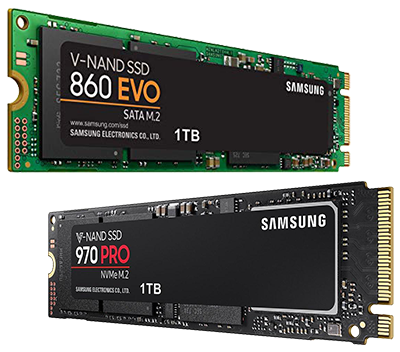 V-NAND SSD
860 EVO
SATA M.2
www.samsung.com/ssd
SAMSUNG ELECTRONICS CO., LTD.
1TB
SAMSUNG
V-NAND SSD
970 PRO
NVMe M.2
SAMSUNG ELECTRONICS CO., LTD.
1TB
SAMSUNG